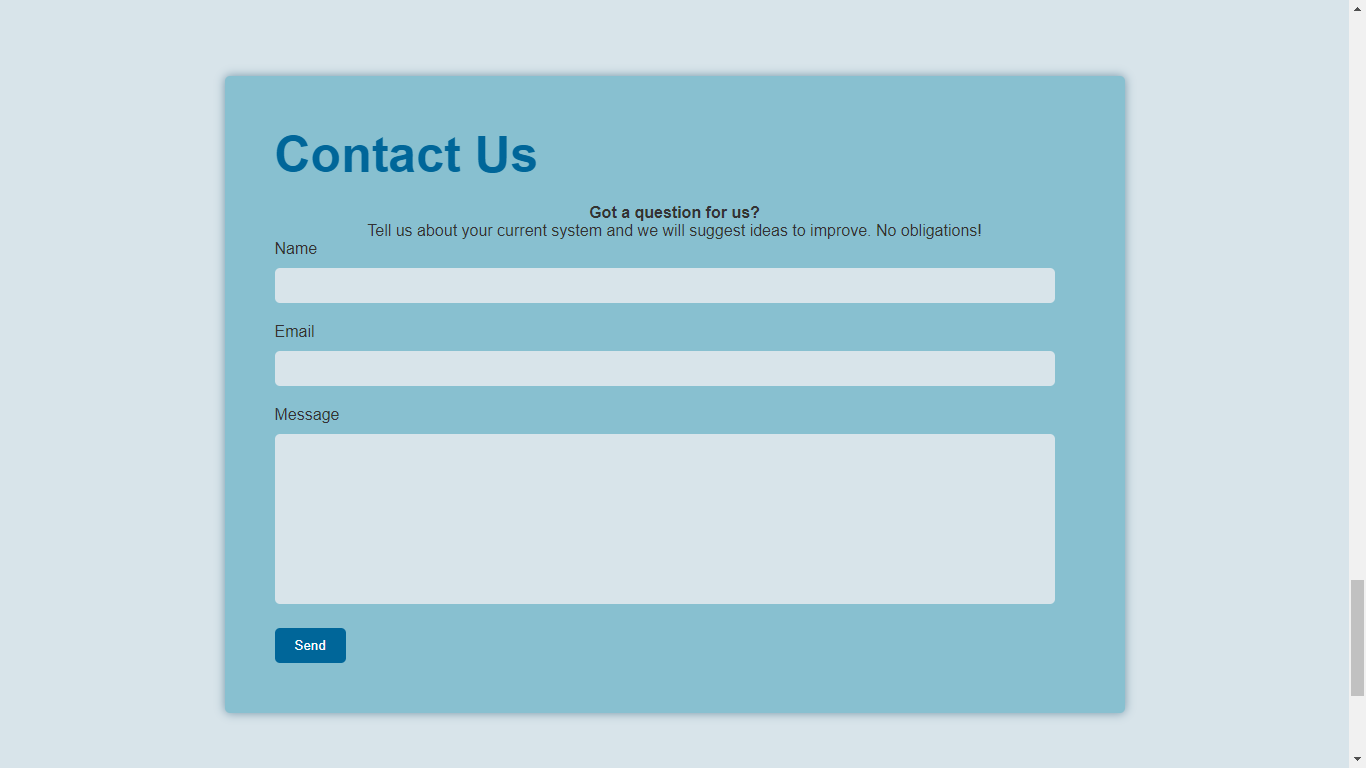 Contact Us
Got a question for us?
Tell us about your current system and we will suggest ideas to improve. No obligations!
Name
Email
Message
Send